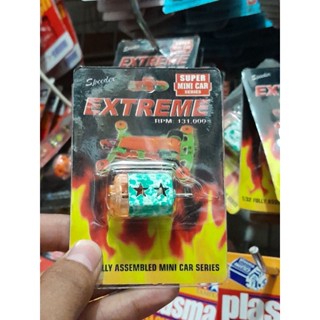 Speeder
SUPER
MINI CAR
SERIES
EXTREME
RPM: 131,000±
LLY ASSEMBLED MINI CAR SERIES
plas